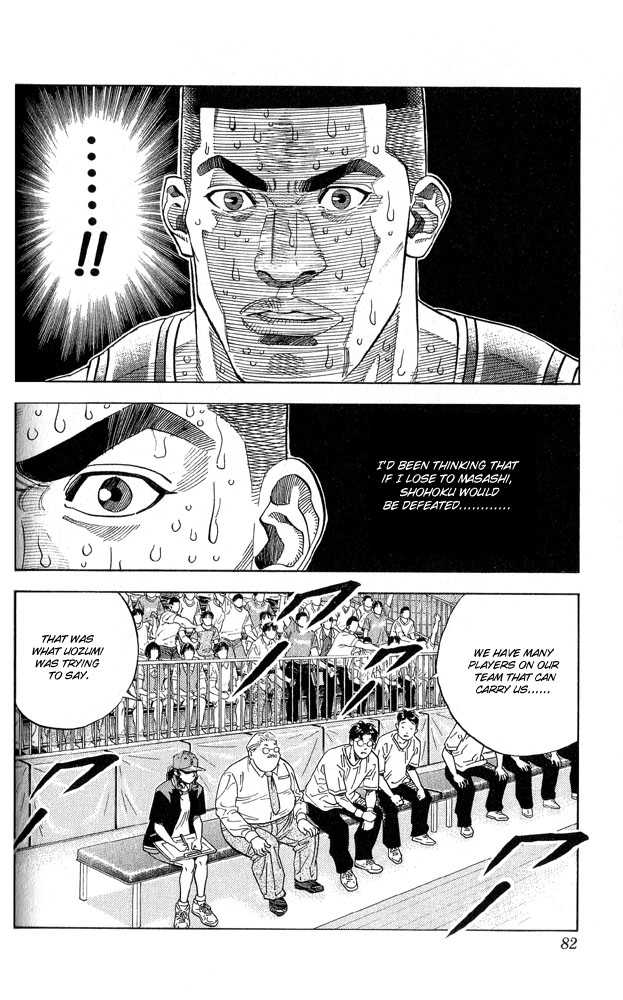 .......!!
I'D BEEN THINKING THAT
IF I LOSE TO MASASHI,
SHOHOKU WOULD
BE DEFEATED............
WE HAVE MANY
PLAYERS ON OUR
TEAM THAT CAN
CARRY US......
THAT WAS
WHAT UOZUMI
WAS TRYING
TO SAY.
82